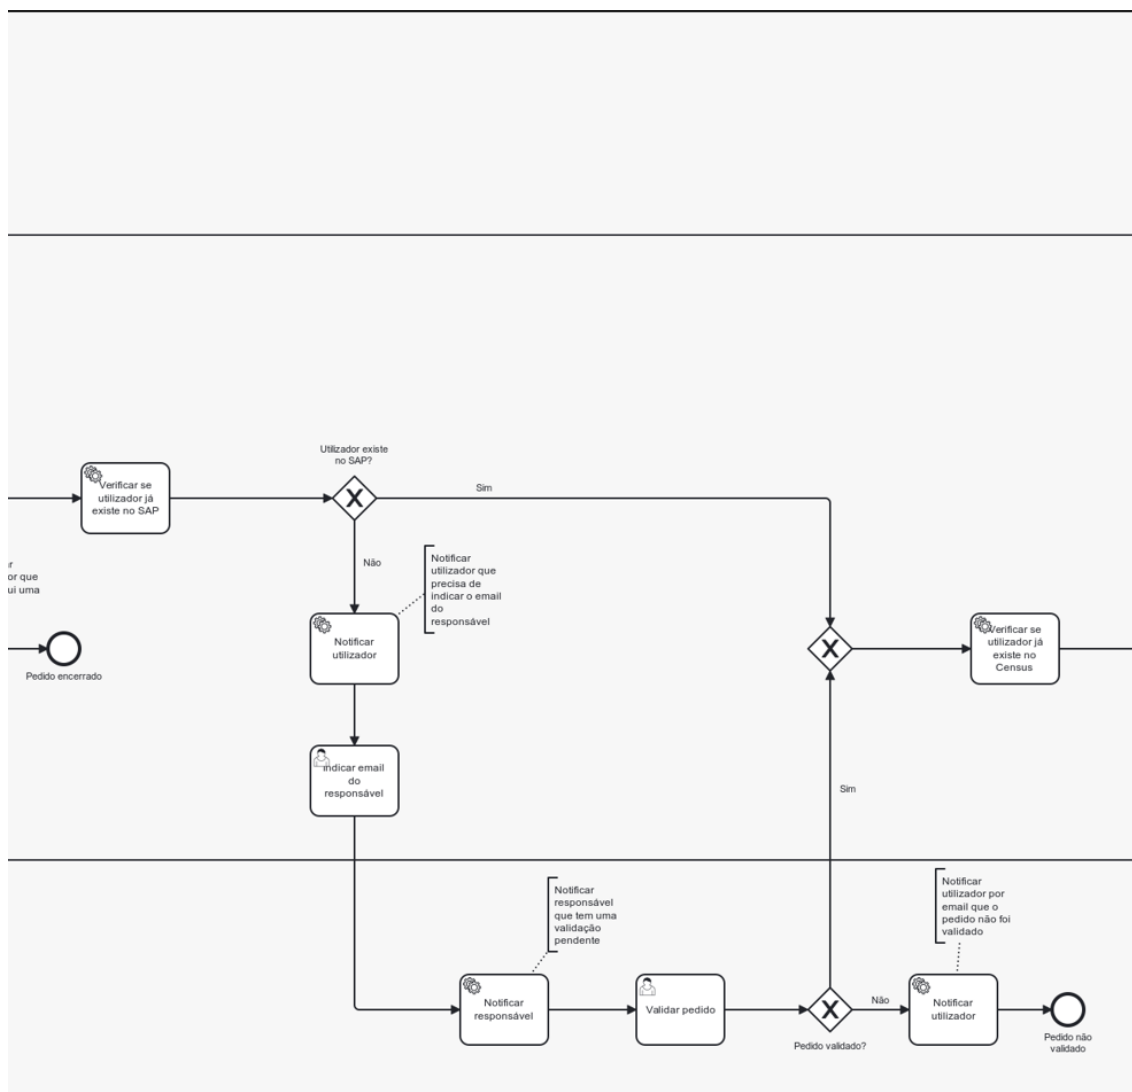 Utilizador existe
no SAP?
Verificar se
utilizador já
existe no SAP
Sim
Não
Notificar
utilizador que
precisa de
indicar o email
do
responsável
or que
ui uma
Pedido encerrado
Notificar
utilizador
Verificar se
utilizador já
existe no
Census
Indicar email
do
responsável
Sim
Notificar
responsável
que tem uma
validação
pendente
Notificar
utilizador por
email que o
pedido não foi
validado
Notificar
responsável
Validar pedido
Pedido validado?
Não
Notificar
utilizador
Pedido não
validado